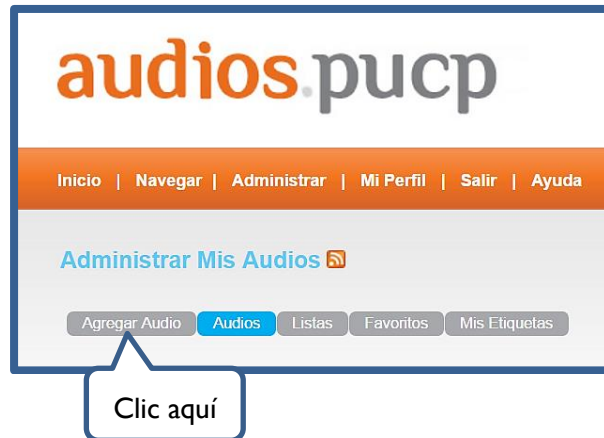 audios.pucp
Inicio | Navegar | Administrar | Mi Perfil | Salir | Ayuda
Administrar Mis Audios
Agregar Audio Audios Listas Favoritos Mis Etiquetas
Clic aquí